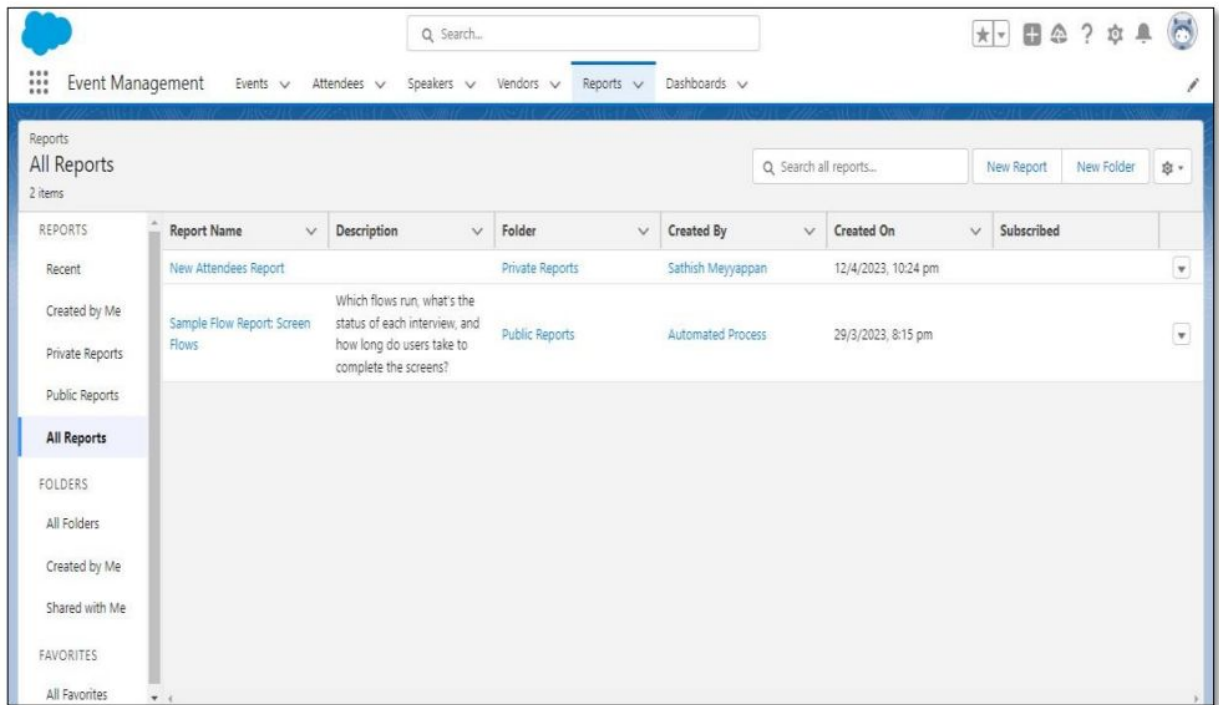 Search...
Event Management Events Attendees Speakers Vendors Reports Dashboards
Reports
All Reports
2 items
Search all reports...
New Report
New Folder
REPORTS
Recent
Created by Me
Private Reports
Public Reports
All Reports
FOLDERS
All Folders
Created by Me
Shared with Me
FAVORITES
All Favorites
Report Name Description Folder Created By Created On Subscribed
New Attendees Report Private Reports Sathish Meyyappan 12/4/2023, 10:24 pm
Sample Flow Report: Screen
Flows
Which flows run, what's the
status of each interview, and
how long do users take to
complete the screens?
Public Reports
Automated Process
29/3/2023, 8:15 pm